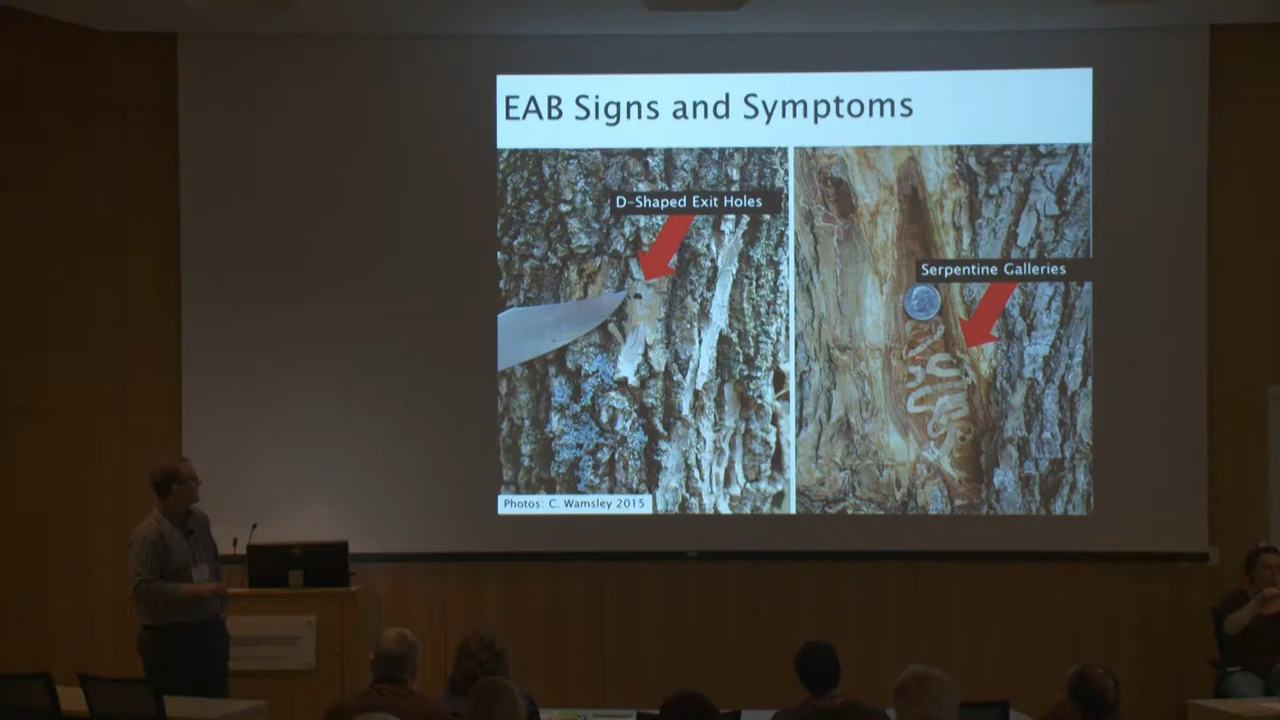 EAB Signs and Symptoms
D-Shaped Exit Holes
Serpentine Galleries
Photos: C. Wamsley 2015